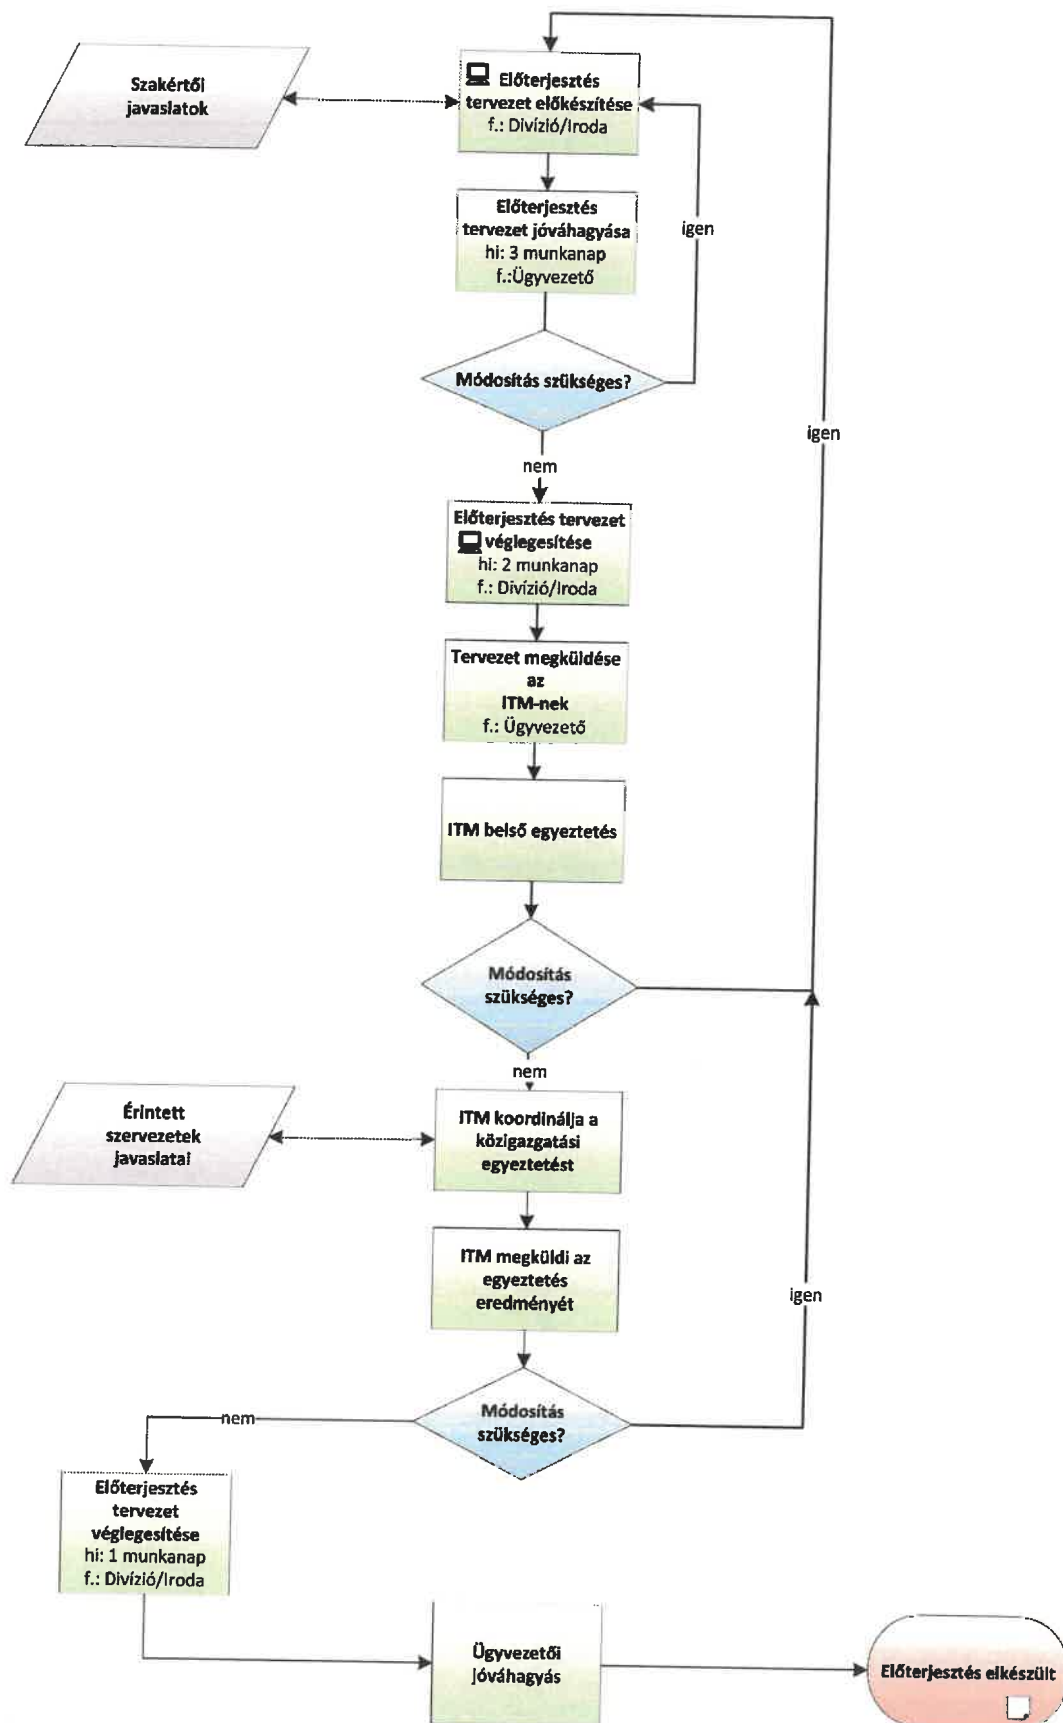 Szakértői
javaslatok
Előterjesztés
tervezet előkészítése
f.: Divízió/Iroda
Előterjesztés
tervezet jóváhagyása
hi: 3 munkanap
f.:Ügyvezető
igen
Módosítás szükséges?
igen
nem
Előterjesztés tervezet
véglegesítése
hi: 2 munkanap
f.: Divízió/Iroda
Tervezet megküldése
az
ITM-nek
f.: Ügyvezető
ITM belső egyeztetés
Módosítás
szükséges?
nem
Érintett
szervezetek
javaslatai
ITM koordinálja a
közigazgatási
egyeztetést
ITM megküldi az
egyeztetés
eredményét
igen
Módosítás
szükséges?
nem
Előterjesztés
tervezet
véglegesítése
hi: 1 munkanap
f.: Divízió/Iroda
Ügyvezetői
jóváhagyás
Előterjesztés elkészült